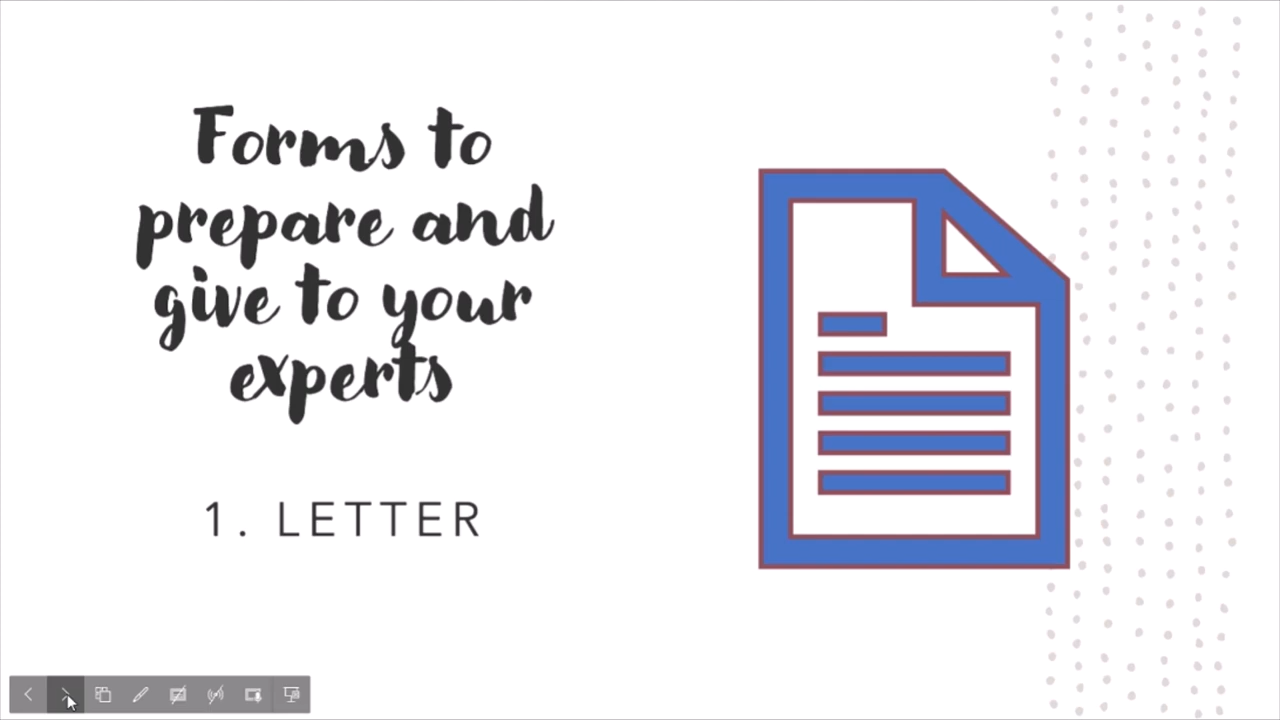 Forms to
prepare and
give to your
experts
1. LETTER